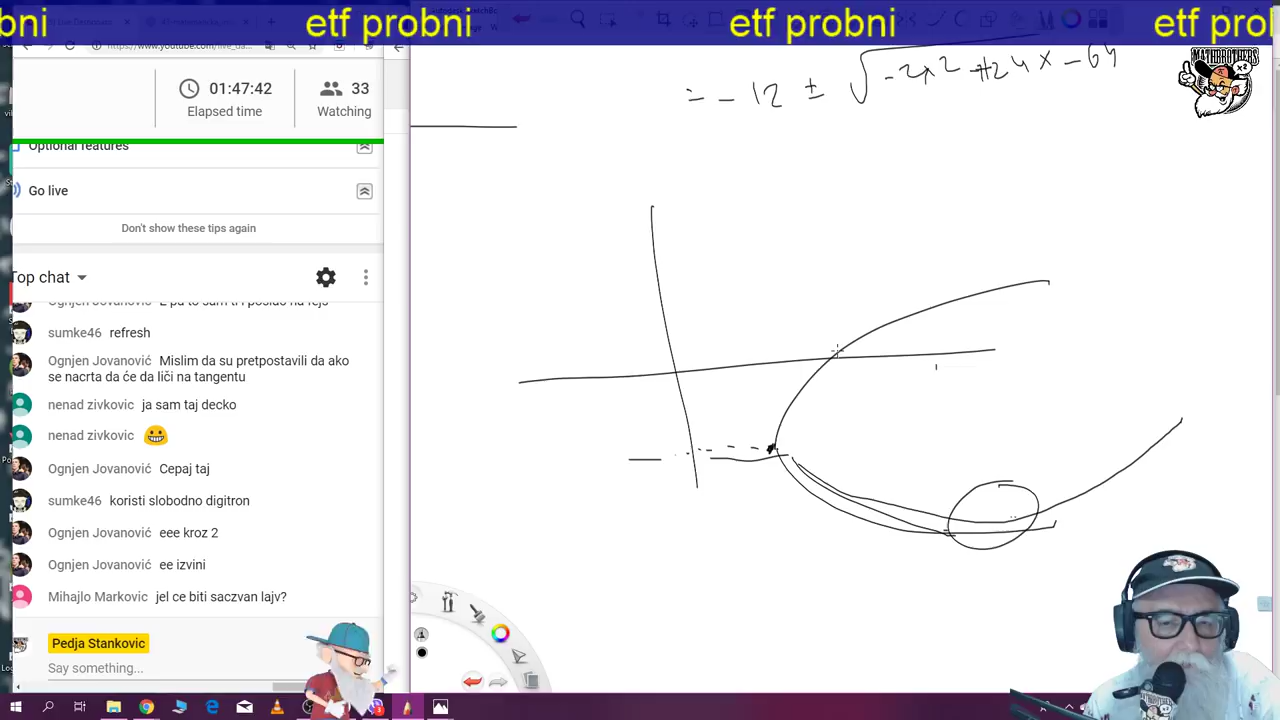 etf probni
etf probni
01:47:42
Elapsed time
33
Watching
Optional features
Go live
Don't show these tips again
Top chat
sumke46 refresh
Ognjen Jovanović Mislim da su pretpostavili da ako
se nacrta da će da liči na tangentu
nenad zivkovic ja sam taj decko
nenad zivkovic
Ognjen Jovanović Cepaj taj
sumke46 koristi slobodno digitron
Ognjen Jovanović eee kroz 2
Ognjen Jovanović ee izvini
Mihajlo Markovic jel ce biti saczvan lajv?
Pedja Stankovic
Say something...
= - 12 ± √-2x2 +24x -64
MATHBROTHERS
x2